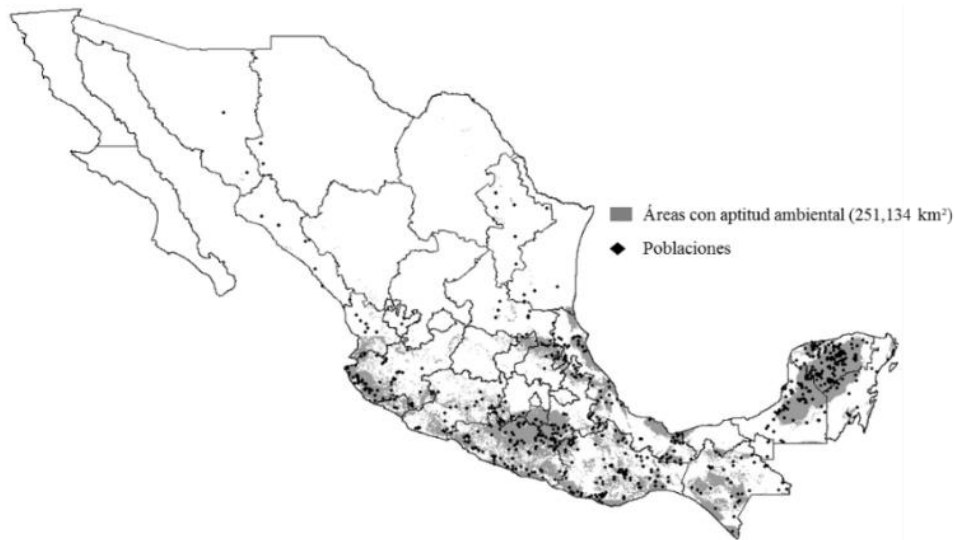 Áreas con aptitud ambiental (251,134 km²)
Poblaciones